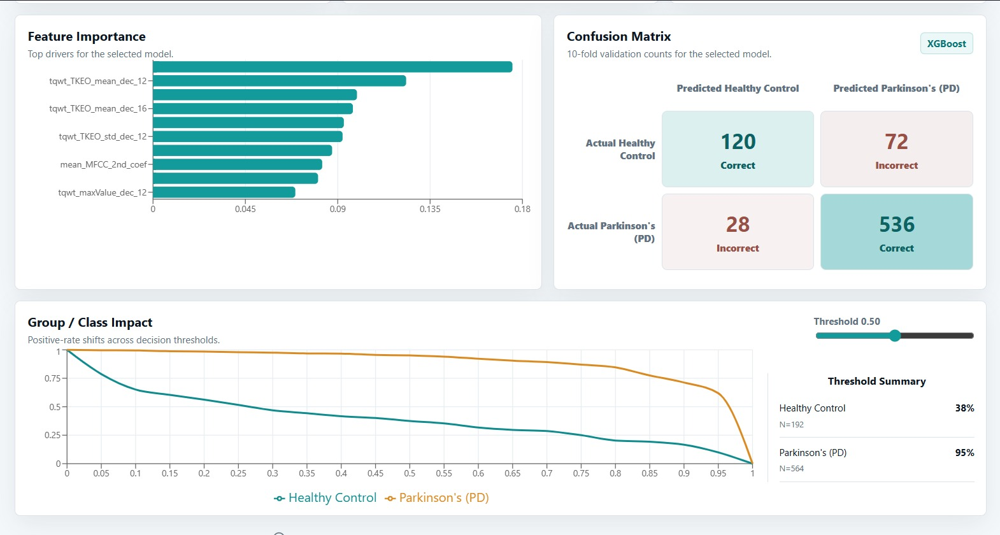 Feature Importance
Top drivers for the selected model.
tqwt_TKEO_mean_dec_12
tqwt_TKEO_mean_dec_16
tqwt_TKEO_std_dec_12
mean_MFCC_2nd_coef
tqwt_maxValue_dec_12
0 0.045 0.09 0.135 0.18
Confusion Matrix
10-fold validation counts for the selected model.
XGBoost
Predicted Healthy Control Predicted Parkinson's (PD)
Actual Healthy
Control
120
Correct
72
Incorrect
Actual Parkinson's
(PD)
28
Incorrect
536
Correct
Group / Class Impact
Positive-rate shifts across decision thresholds.
1
0.75
0.5
0.25
0
0 0.05 0.1 0.15 0.2 0.25 0.3 0.35 0.4 0.45 0.5 0.55 0.6 0.65 0.7 0.75 0.8 0.85 0.9 0.95 1
Healthy Control Parkinson's (PD)
Threshold 0.50
Threshold Summary
Healthy Control 38%
N=192
Parkinson's (PD) 95%
N=564